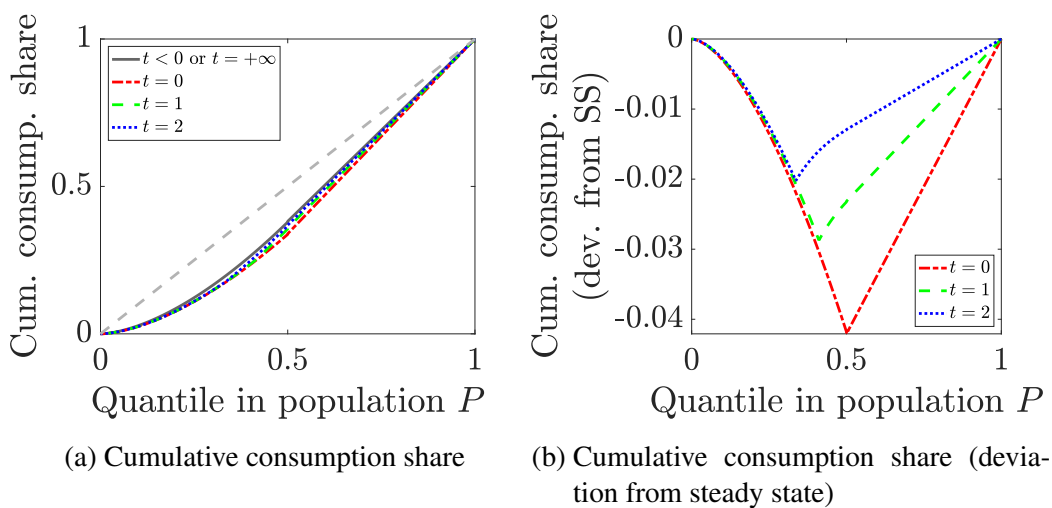 Cum. consump. share
1
0.5
0
0
0.5
1
t < 0 or t = +∞
t = 0
t = 1
t = 2
Quantile in population P
(a) Cumulative consumption share
Cum. consump. share
(dev. from SS)
0
-0.01
-0.02
-0.03
-0.04
0
0.5
1
t = 0
t = 1
t = 2
Quantile in population P
(b) Cumulative consumption share (devia-
tion from steady state)